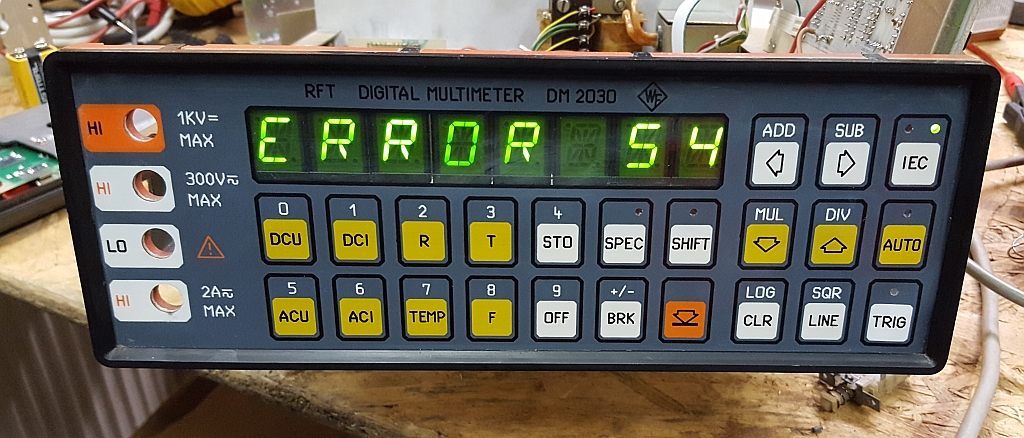 RFT DIGITAL MULTIMETER DM 2030 WE
HI 1KV= MAX
HI 300V⎓ MAX
LO
HI 2A⎓ MAX
ERROR 54
ADD SUB
IEC
0 1 2 3 4
DCU DCI R T STO SPEC SHIFT
MUL DIV
AUTO
5 6 7 8 9 +/-
ACU ACI TEMP F OFF BRK
LOG SQR
CLR LINE TRIG